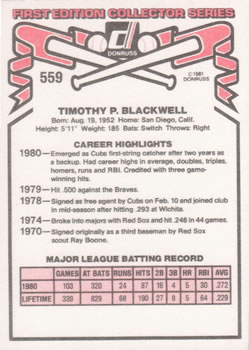 FIRST EDITION COLLECTOR SERIES
DONRUSS
©1981
DONRUSS
559
TIMOTHY P. BLACKWELL
Born: Aug. 19, 1952 Home: San Diego, Calif.
Height: 5'11" Weight: 185 Bats: Switch Throws: Right
CAREER HIGHLIGHTS
1980—Emerged as Cubs first-string catcher after two years as a backup. Had career highs in average, doubles, triples, homers, runs and RBI. Credited with three game-winning hits.
1979—Hit .500 against the Braves.
1978—Signed as free agent by Cubs on Feb. 10 and joined club in mid-season after hitting .293 at Wichita.
1974—Broke into majors with Red Sox and hit .246 in 44 games.
1970—Signed originally as a third baseman by Red Sox scout Ray Boone.
MAJOR LEAGUE BATTING RECORD
GAMES AT BATS RUNS HITS 2B 3B HR RBI AVG.
1980 103 320 24 87 16 4 5 30 .272
LIFETIME 339 829 68 190 27 8 5 .229